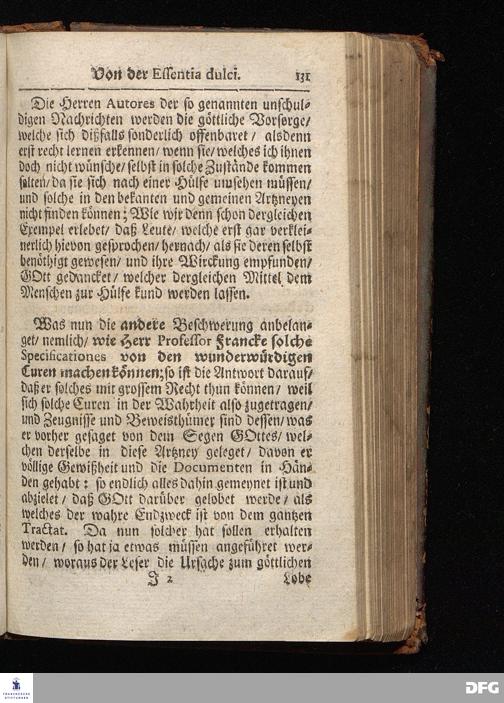 Von der Essentia dulci. 131
Die Herren Autores der so genannten unschul-
digen Nachrichten werden die göttliche Vorsorge/
welche sich dißfalls sonderlich offenbaret/ alsdenn
erst recht lernen erkennen/ wenn sie/ welches ich ihnen
doch nicht wünsche/ selbst in solche Zustände kommen
solten/ da sie sich nach einer Hülfe umsehen müssen/
und solche in den bekanten und gemeinen Artzneyen
nicht finden können; Wie wir denn schon dergleichen
Exempel erlebet/ daß Leute/ welche erst gar verklei-
nerlich hievon gesprochen/ hernach/ als sie deren selbst
benöthigt gewesen/ und ihre Wirckung empfunden/
GOtt gedancket/ welcher dergleichen Mittel dem
Menschen zur Hülfe kund werden lassen.
Was nun die andere Beschwerung anbelan-
get/ nemlich/ wie Herr Professor Francke solche
Specificationes von den wunderwürdigen
Curen machen können; so ist die Antwort darauf/
daß er solches mit grossem Recht thun können/ weil
sich solche Curen in der Wahrheit also zugetragen/
und Zeugnisse und Beweisthümer sind dessen/ was
er vorher gesaget von dem Segen GOttes/ wel-
chen derselbe in diese Artzney geleget/ davon er
völlige Gewißheit und die Documenten in Hän-
den gehabt: so endlich alles dahin gemeynet ist und
abzielet/ daß GOtt darüber gelobet werde/ als
welches der wahre Endzweck ist von dem gantzen
Tractat. Da nun solcher hat sollen erhalten
werden/ so hat ja etwas müssen angeführet wer-
den/ woraus der Leser die Ursache zum göttlichen
J 2 Lobe
FRANCKESCHE
STIFTUNGEN
DFG